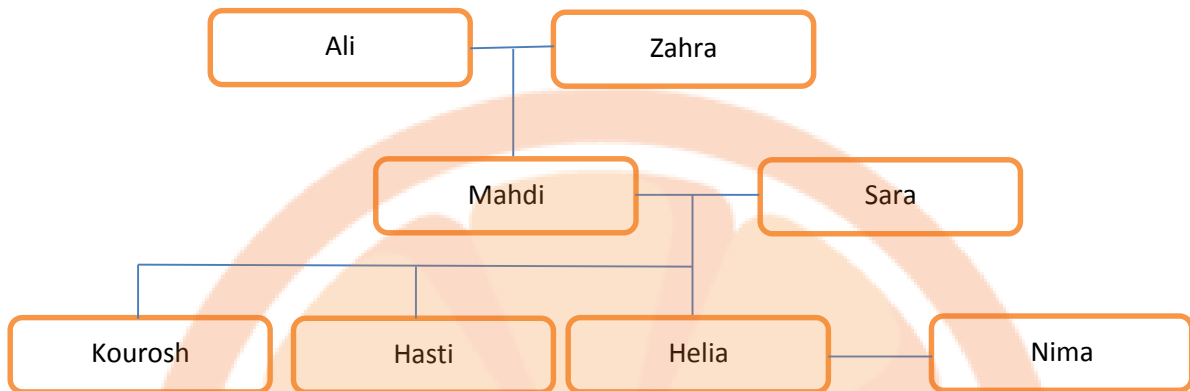 Ali
Zahra
Mahdi
Sara
Kourosh
Hasti
Helia
Nima